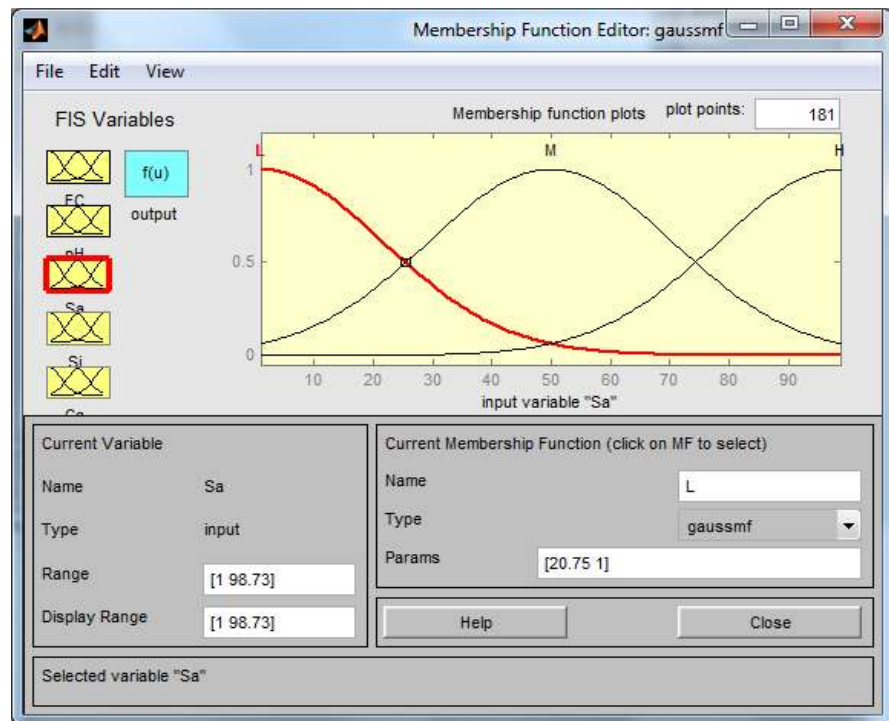 Membership Function Editor: gaussmf
File Edit View
FIS Variables
Membership function plots plot points: 181
f(u)
output
EC
pH
Sa
Si
L M H
1
0.5
0
10 20 30 40 50 60 70 80 90
input variable "Sa"
Current Variable
Name Sa
Type input
Range [1 98.73]
Display Range [1 98.73]
Current Membership Function (click on MF to select)
Name L
Type gaussmf
Params [20.75 1]
Help Close
Selected variable "Sa"